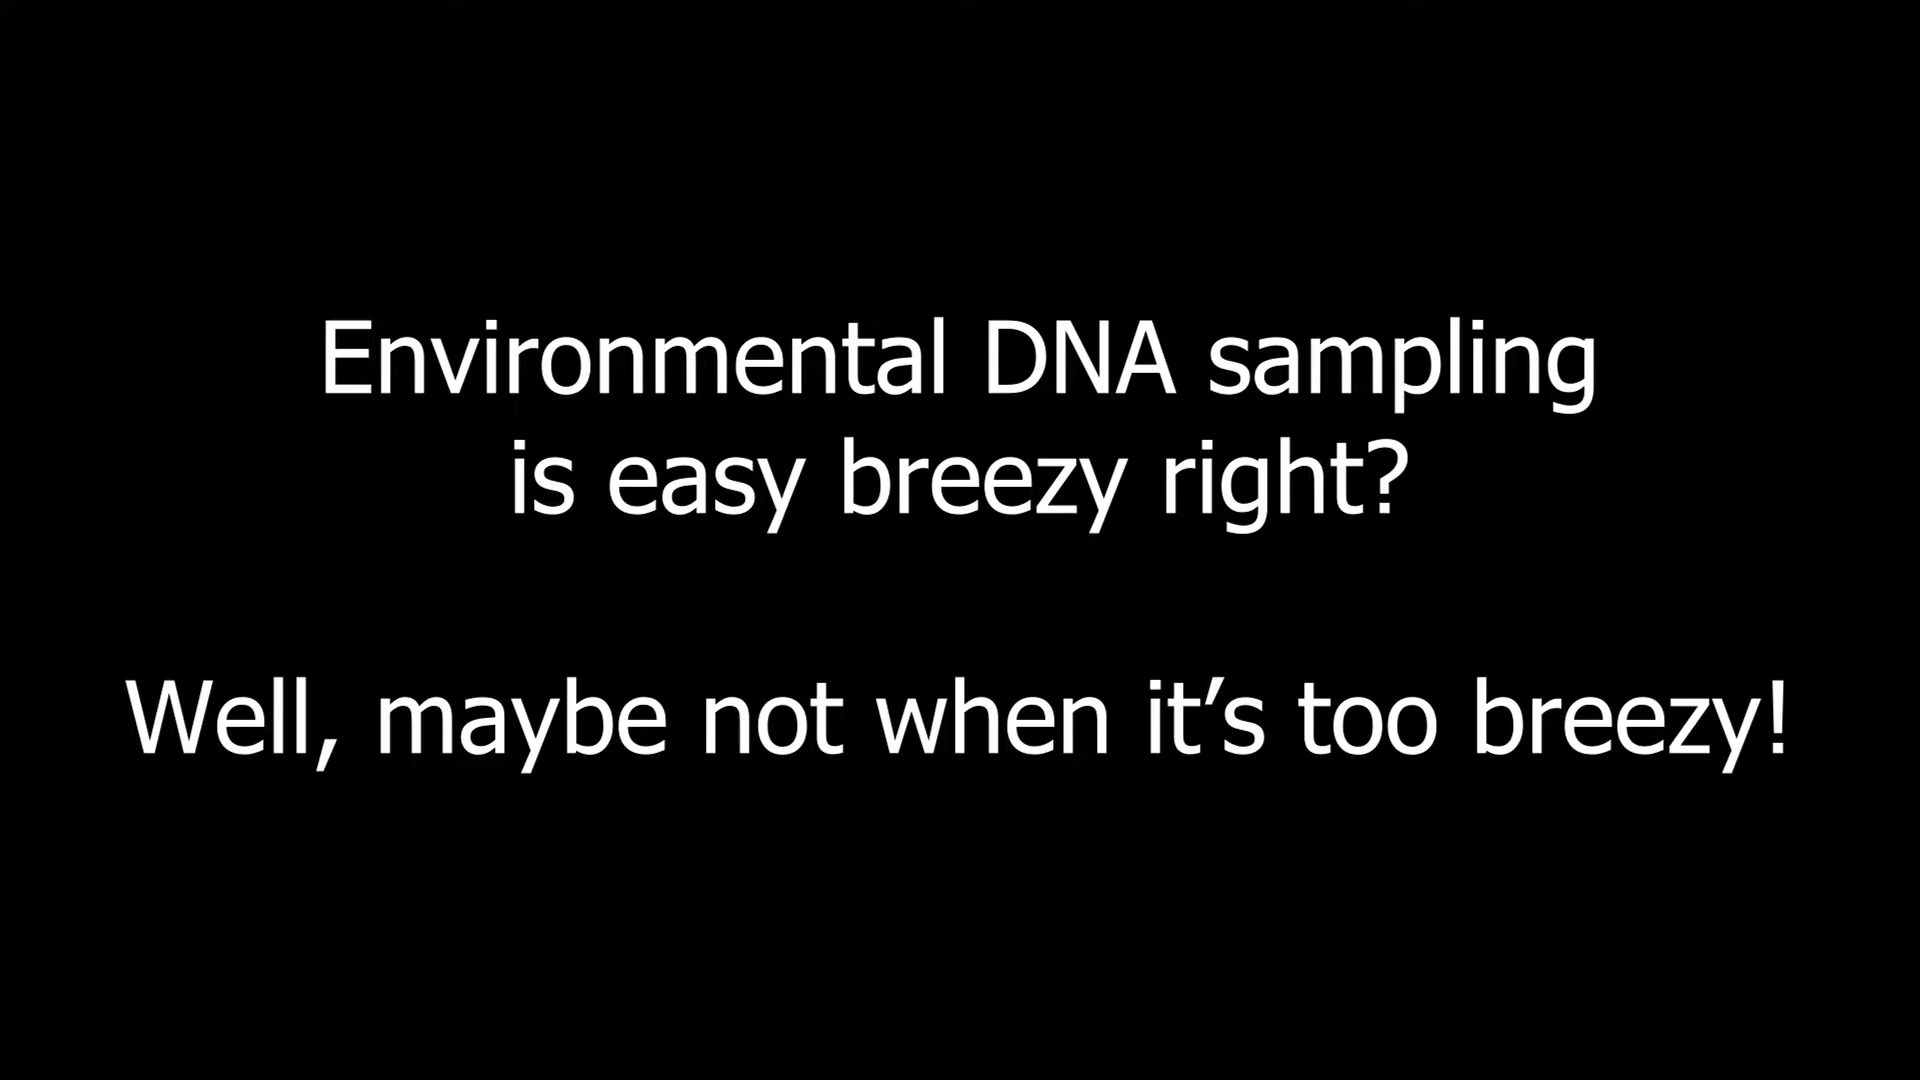 Environmental DNA sampling
is easy breezy right?
Well, maybe not when it’s too breezy!